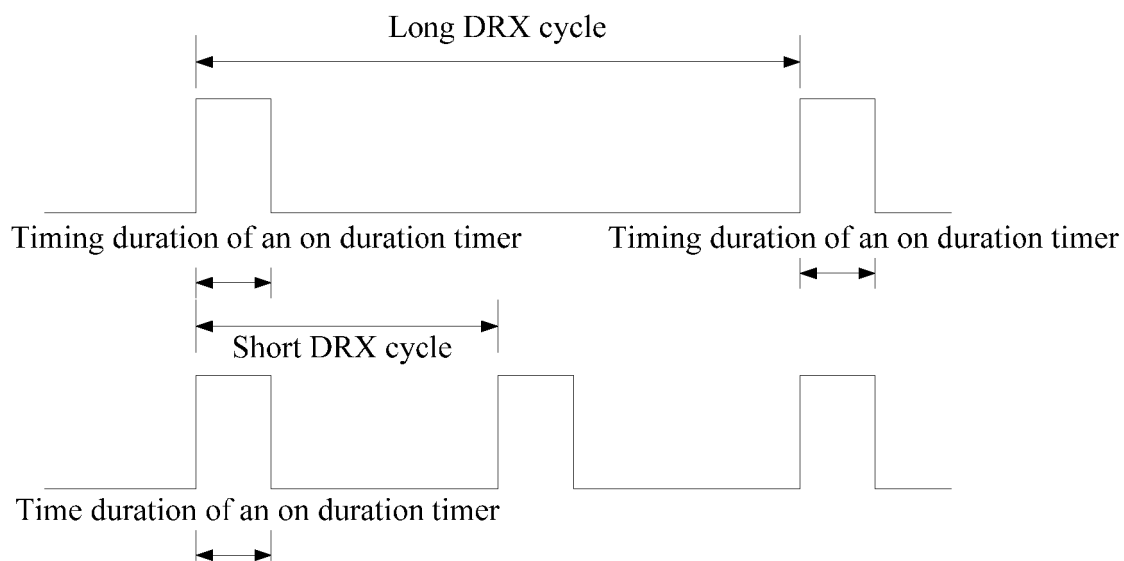 Long DRX cycle
Timing duration of an on duration timer
Timing duration of an on duration timer
Short DRX cycle
Time duration of an on duration timer